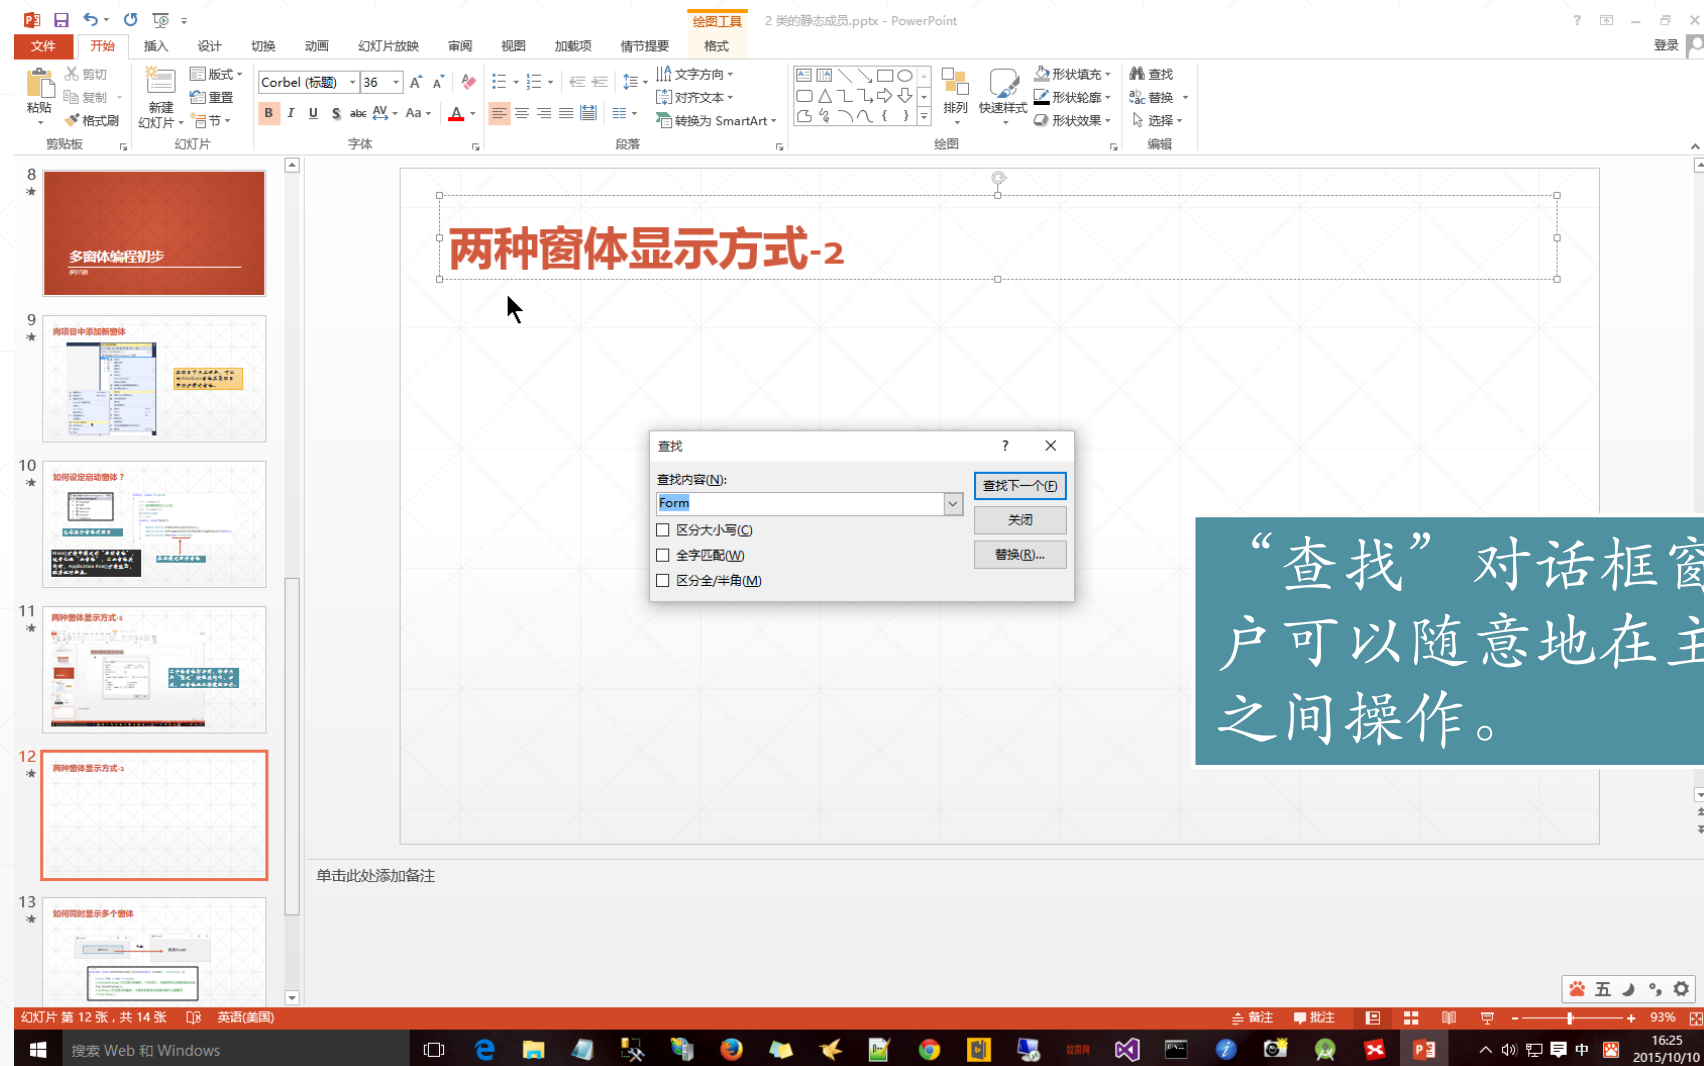 2 类的静态成员.pptx - PowerPoint
绘图工具
文件 开始 插入 设计 切换 动画 幻灯片放映 审阅 视图 加载项 情节提要 格式
登录
粘贴 剪切 复制 格式刷
新建 幻灯片 版式 重置 节
Corbel (标题) 36
B I U S abc AV Aa A
文字方向
对齐文本
转换为 SmartArt
排列 快速样式
形状填充
形状轮廓
形状效果
查找
替换
选择
剪贴板 幻灯片 字体 段落 绘图 编辑
8
多窗体编程初步
9
向项目中添加新窗体
10
如何设定启动窗体？
11
两种窗体显示方式-1
12
两种窗体显示方式-2
13
如何同时显示多个窗体
两种窗体显示方式-2
查找
查找内容(N):
Form
区分大小写(C)
全字匹配(W)
区分全/半角(M)
查找下一个(F)
关闭
替换(R)...
“查找”对话框窗
户可以随意地在主
之间操作。
单击此处添加备注
五
幻灯片 第 12 张，共 14 张 英语(美国)
备注 批注 93%
搜索 Web 和 Windows
中
16:25
2015/10/10